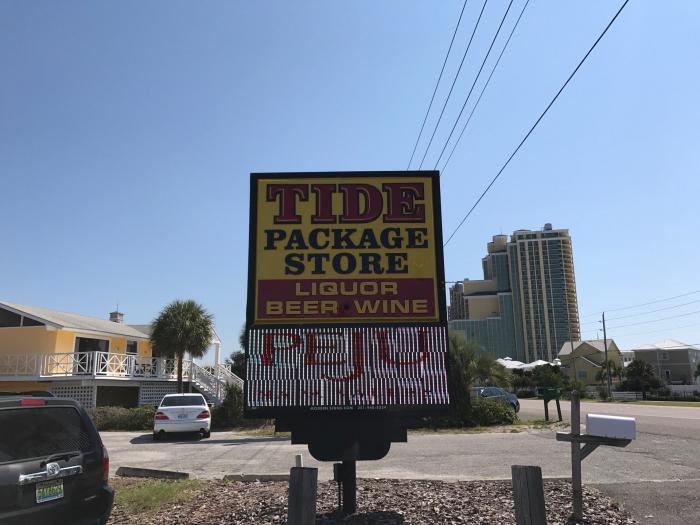 TIDE
PACKAGE
STORE
LIQUOR
BEER WINE
PEJU